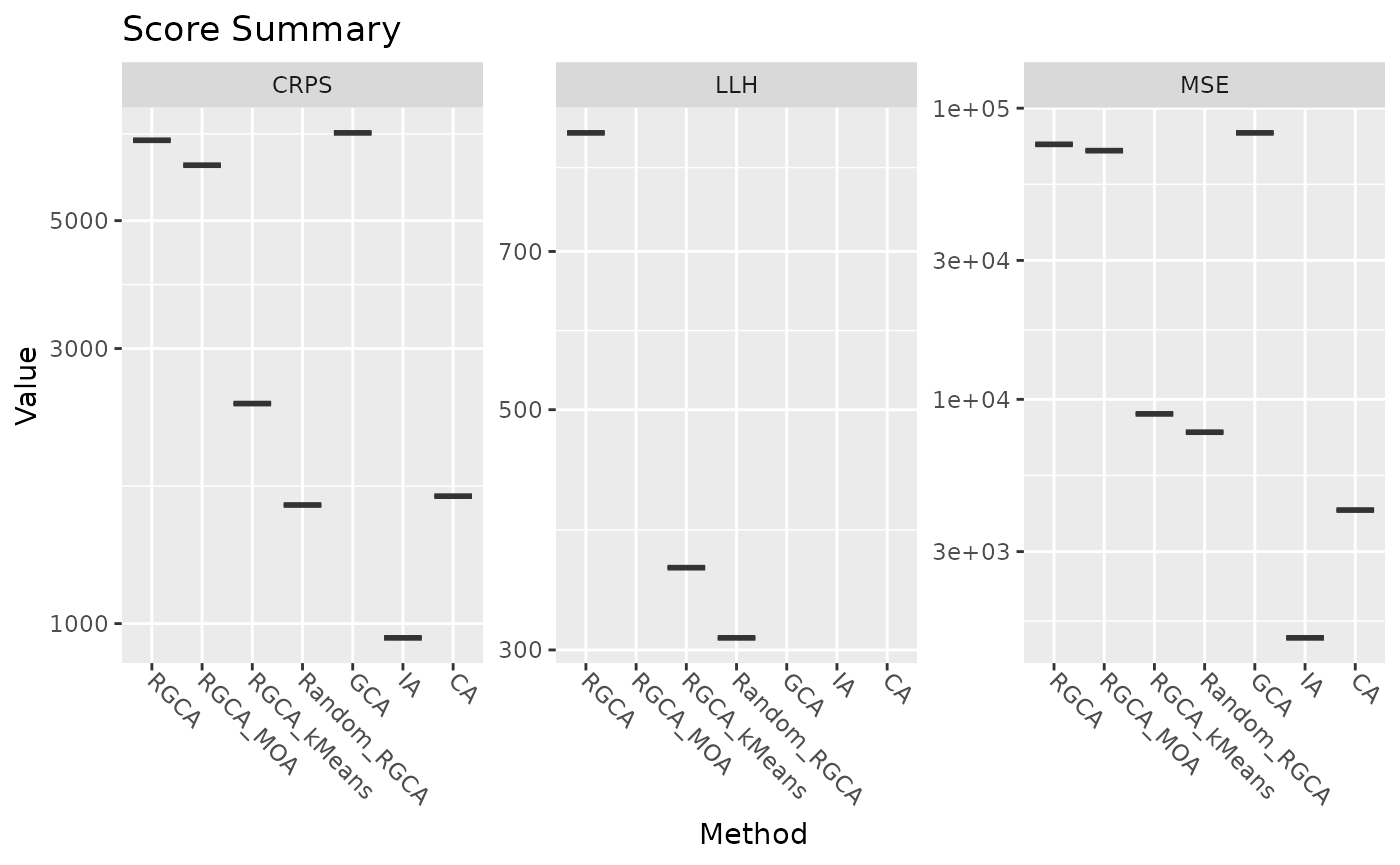 Score Summary
CRPS
LLH
MSE
Value
5000
3000
1000
700
500
300
1e+05
3e+04
1e+04
3e+03
RGCA
RGCA_MOA
RGCA_kMeans
Random_RGCA
GCA
IA
CA
RGCA
RGCA_MOA
RGCA_kMeans
Random_RGCA
GCA
IA
CA
RGCA
RGCA_MOA
RGCA_kMeans
Random_RGCA
GCA
IA
CA
Method